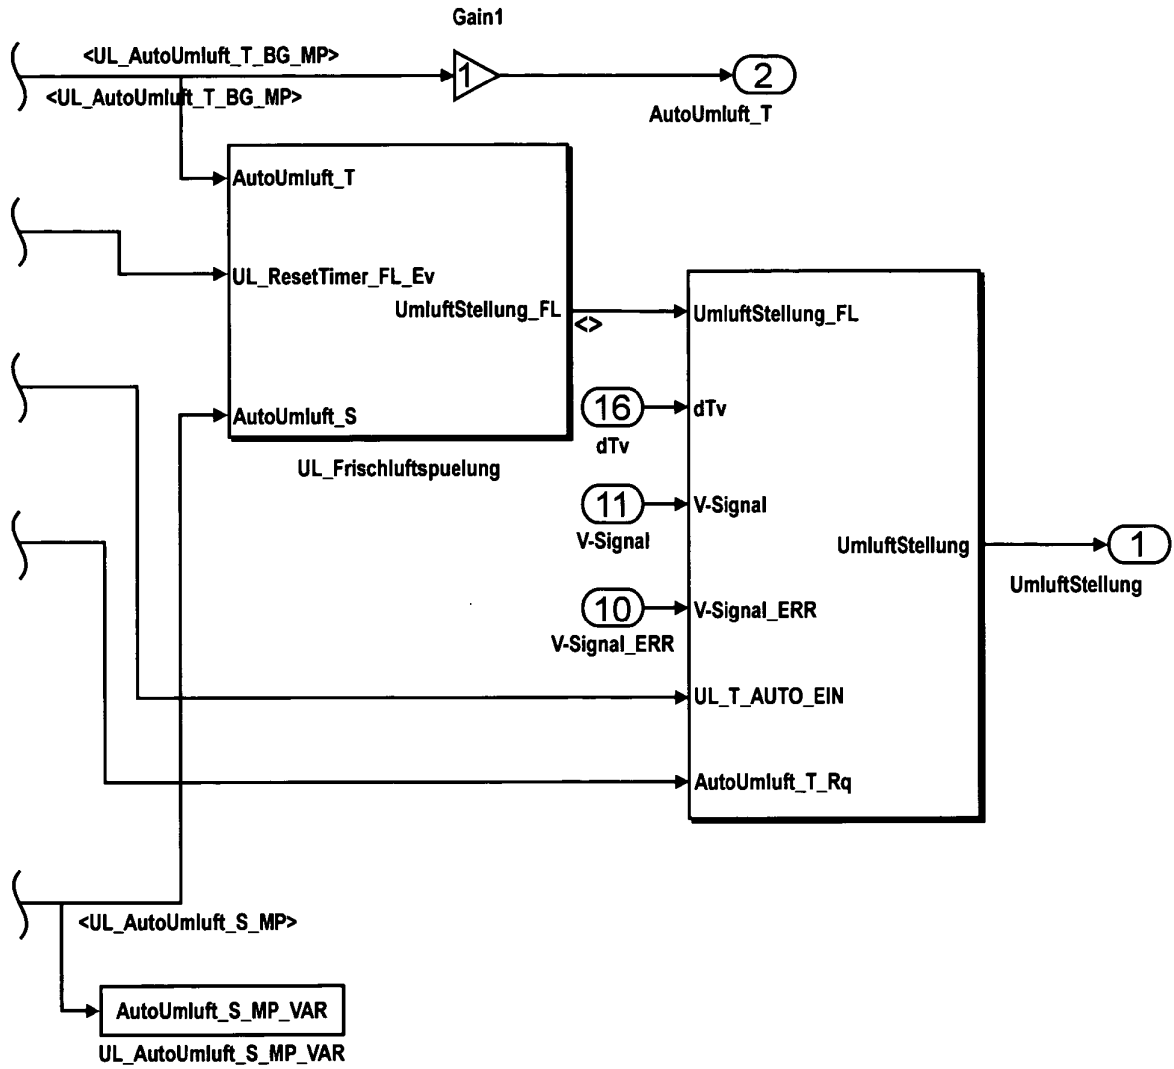 Gain1
<UL_AutoUmluft_T_BG_MP>
1
2
<UL_AutoUmluft_T_BG_MP>
AutoUmluft_T
AutoUmluft_T
UL_ResetTimer_FL_Ev
UmluftStellung_FL
<>
AutoUmluft_S
UL_Frischluftspuelung
UmluftStellung_FL
16
dTv
dTv
11
V-Signal
V-Signal
UmluftStellung
1
UmluftStellung
10
V-Signal_ERR
V-Signal_ERR
UL_T_AUTO_EIN
AutoUmluft_T_Rq
<UL_AutoUmluft_S_MP>
AutoUmluft_S_MP_VAR
UL_AutoUmluft_S_MP_VAR